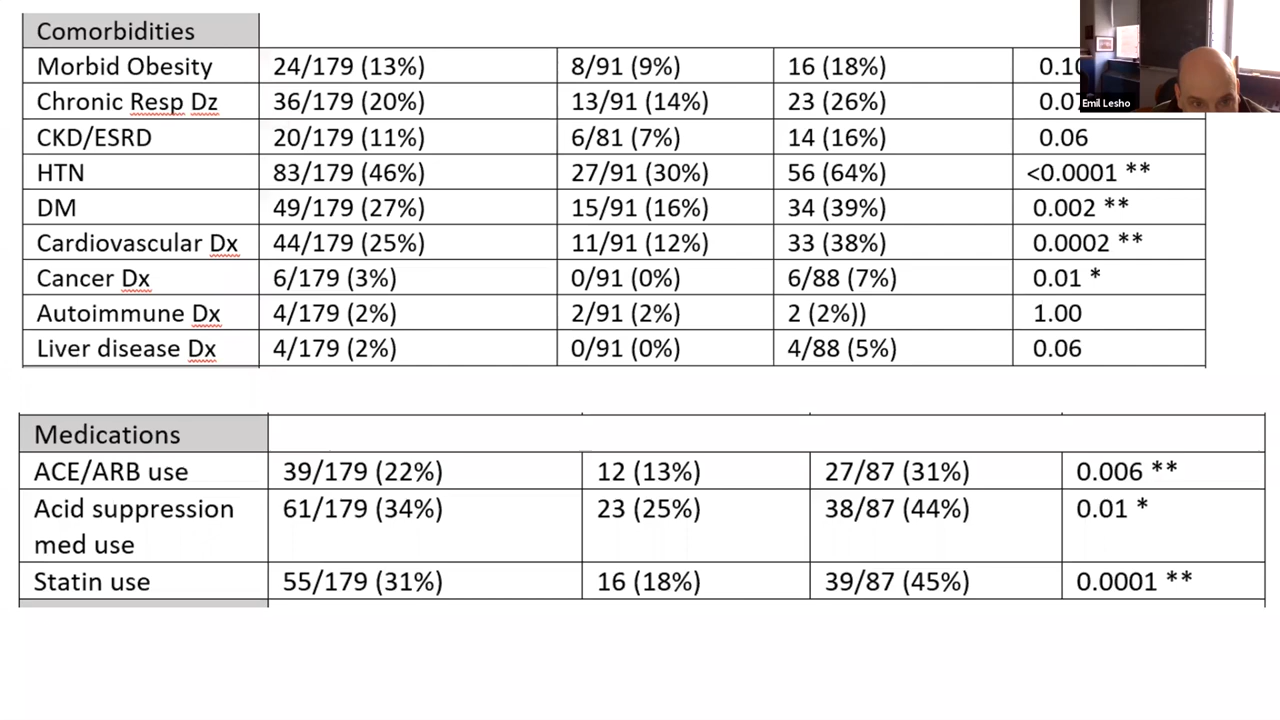 Comorbidities
Morbid Obesity 24/179 (13%) 8/91 (9%) 16 (18%)
Chronic Resp Dz 36/179 (20%) 13/91 (14%) 23 (26%)
Emil Lesho
CKD/ESRD 20/179 (11%) 6/81 (7%) 14 (16%) 0.06
HTN 83/179 (46%) 27/91 (30%) 56 (64%) <0.0001 **
DM 49/179 (27%) 15/91 (16%) 34 (39%) 0.002 **
Cardiovascular Dx 44/179 (25%) 11/91 (12%) 33 (38%) 0.0002 **
Cancer Dx 6/179 (3%) 0/91 (0%) 6/88 (7%) 0.01 *
Autoimmune Dx 4/179 (2%) 2/91 (2%) 2 (2%)) 1.00
Liver disease Dx 4/179 (2%) 0/91 (0%) 4/88 (5%) 0.06
Medications
ACE/ARB use 39/179 (22%) 12 (13%) 27/87 (31%) 0.006 **
Acid suppression 61/179 (34%) 23 (25%) 38/87 (44%) 0.01 *
med use
Statin use 55/179 (31%) 16 (18%) 39/87 (45%) 0.0001 **